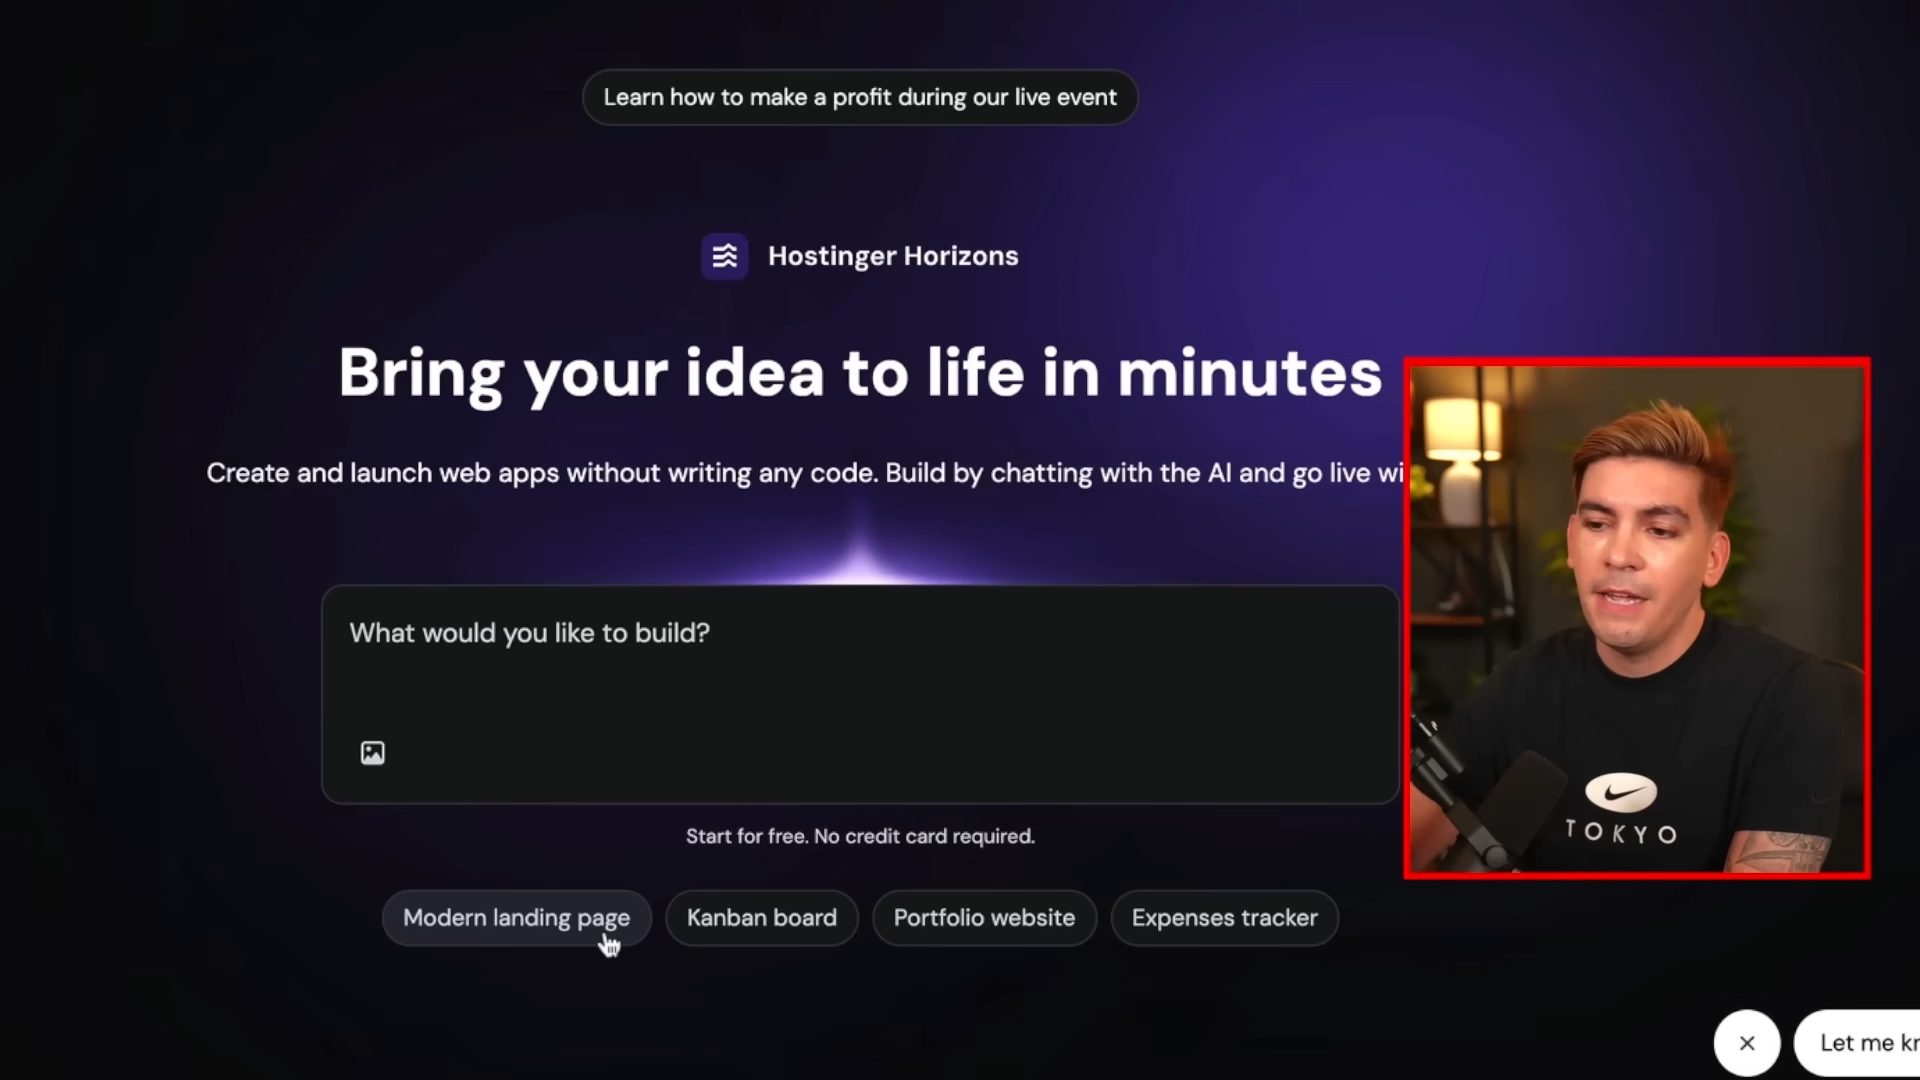 Learn how to make a profit during our live event
Hostinger Horizons
Bring your idea to life in minutes
Create and launch web apps without writing any code. Build by chatting with the AI and go live
What would you like to build?
Start for free. No credit card required.
Modern landing page
Kanban board
Portfolio website
Expenses tracker
TOKYO
Let me